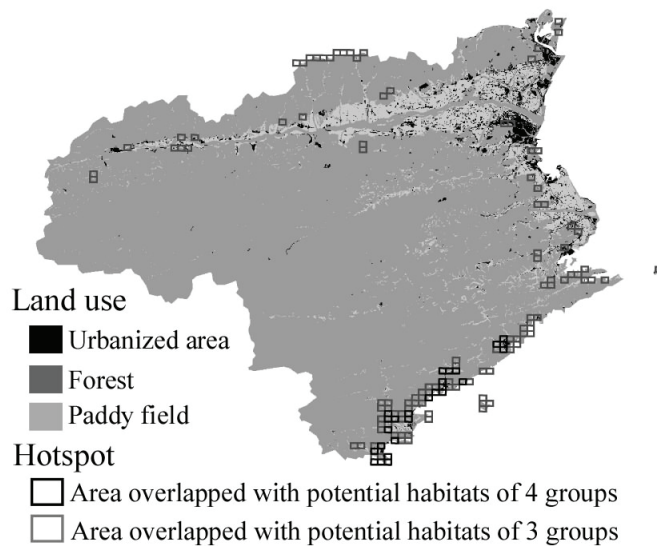 Land use
Urbanized area
Forest
Paddy field
Hotspot
Area overlapped with potential habitats of 4 groups
Area overlapped with potential habitats of 3 groups